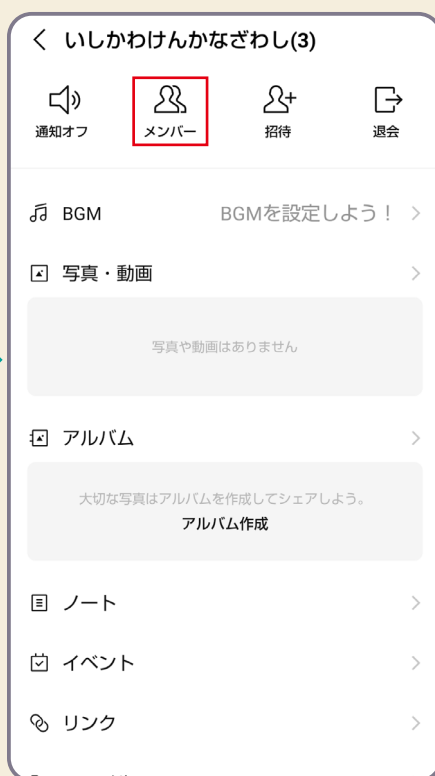 いしかわけんかなざわし(3)
通知オフ メンバー 招待 退会
BGM BGMを設定しよう！
写真・動画
写真や動画はありません
アルバム
大切な写真はアルバムを作成してシェアしよう。
アルバム作成
ノート
イベント
リンク